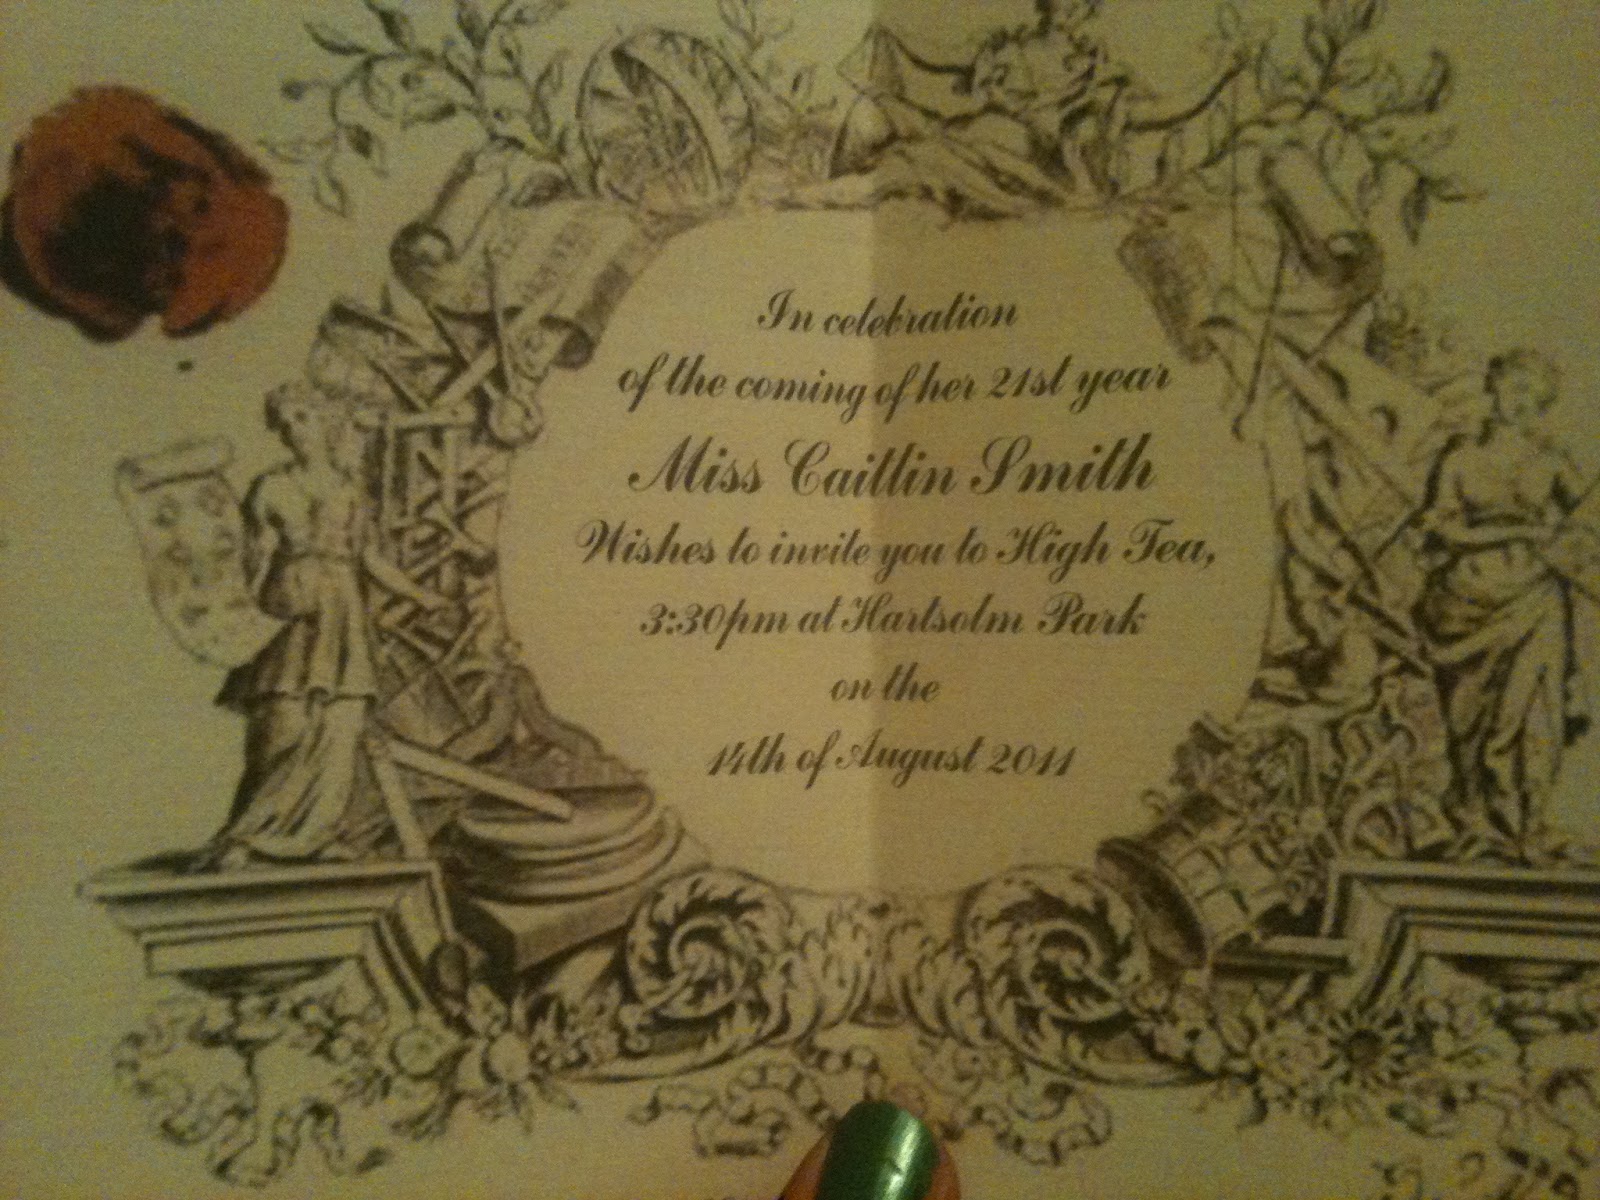 In celebration
of the coming of her 21st year
Miss Caitlin Smith
Wishes to invite you to High Tea,
3:30pm at Hartsolm Park
on the
14th of August 2011